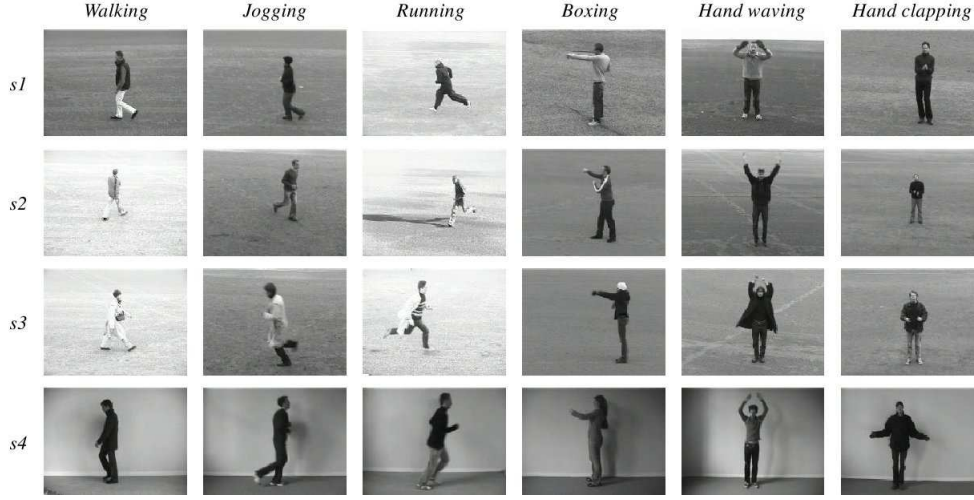 Walking Jogging Running Boxing Hand waving Hand clapping
s1
s2
s3
s4